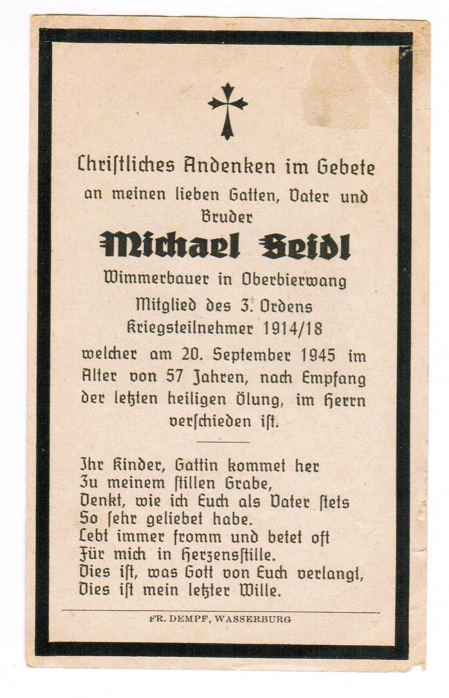 Chriſtliches Andenken im Gebete
an meinen lieben Gatten, Vater und
Bruder
Michael Seidl
Wimmerbauer in Oberbierwang
Mitglied des 3. Ordens
Kriegsteilnehmer 1914/18
welcher am 20. September 1945 im
Alter von 57 Jahren, nach Empfang
der letzten heiligen Ölung, im Herrn
verſchieden iſt.
Ihr Kinder, Gattin kommet her
Zu meinem ſtillen Grabe,
Denkt, wie ich Euch als Vater ſtets
So ſehr geliebet habe.
Lebt immer fromm und betet oft
Für mich in Herzensſtille.
Dies iſt, was Gott von Euch verlangt,
Dies iſt mein letzter Wille.
FR. DEMPF, WASSERBURG